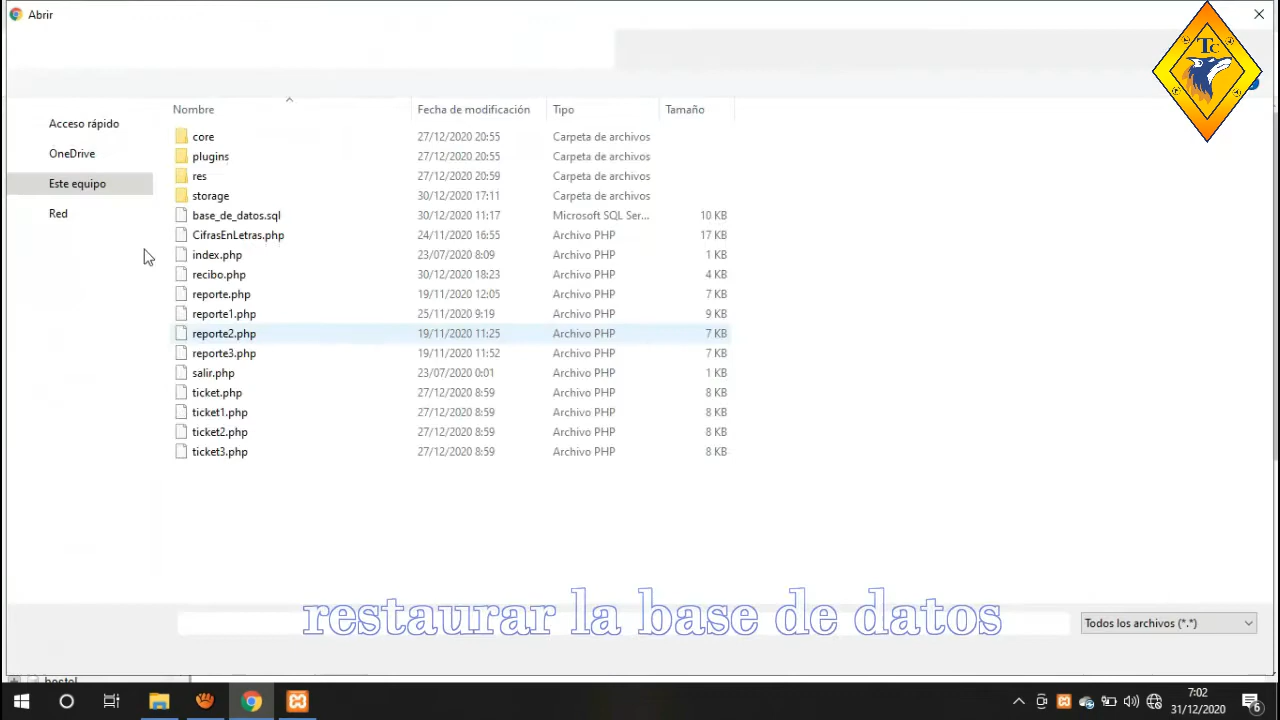 Abrir
TC
Nombre
Fecha de modificación
Tipo
Tamaño
Acceso rápido
OneDrive
Este equipo
Red
core 27/12/2020 20:55 Carpeta de archivos
plugins 27/12/2020 20:55 Carpeta de archivos
res 27/12/2020 20:59 Carpeta de archivos
storage 30/12/2020 17:11 Carpeta de archivos
base_de_datos.sql 30/12/2020 11:17 Microsoft SQL Ser... 10 KB
CifrasEnLetras.php 24/11/2020 16:55 Archivo PHP 17 KB
index.php 23/07/2020 8:09 Archivo PHP 1 KB
recibo.php 30/12/2020 18:23 Archivo PHP 4 KB
reporte.php 19/11/2020 12:05 Archivo PHP 7 KB
reporte1.php 25/11/2020 9:19 Archivo PHP 9 KB
reporte2.php 19/11/2020 11:25 Archivo PHP 7 KB
reporte3.php 19/11/2020 11:52 Archivo PHP 7 KB
salir.php 23/07/2020 0:01 Archivo PHP 1 KB
ticket.php 27/12/2020 8:59 Archivo PHP 8 KB
ticket1.php 27/12/2020 8:59 Archivo PHP 8 KB
ticket2.php 27/12/2020 8:59 Archivo PHP 8 KB
ticket3.php 27/12/2020 8:59 Archivo PHP 8 KB
restaurar la base de datos
Todos los archivos (*.*)
7:02
31/12/2020
6